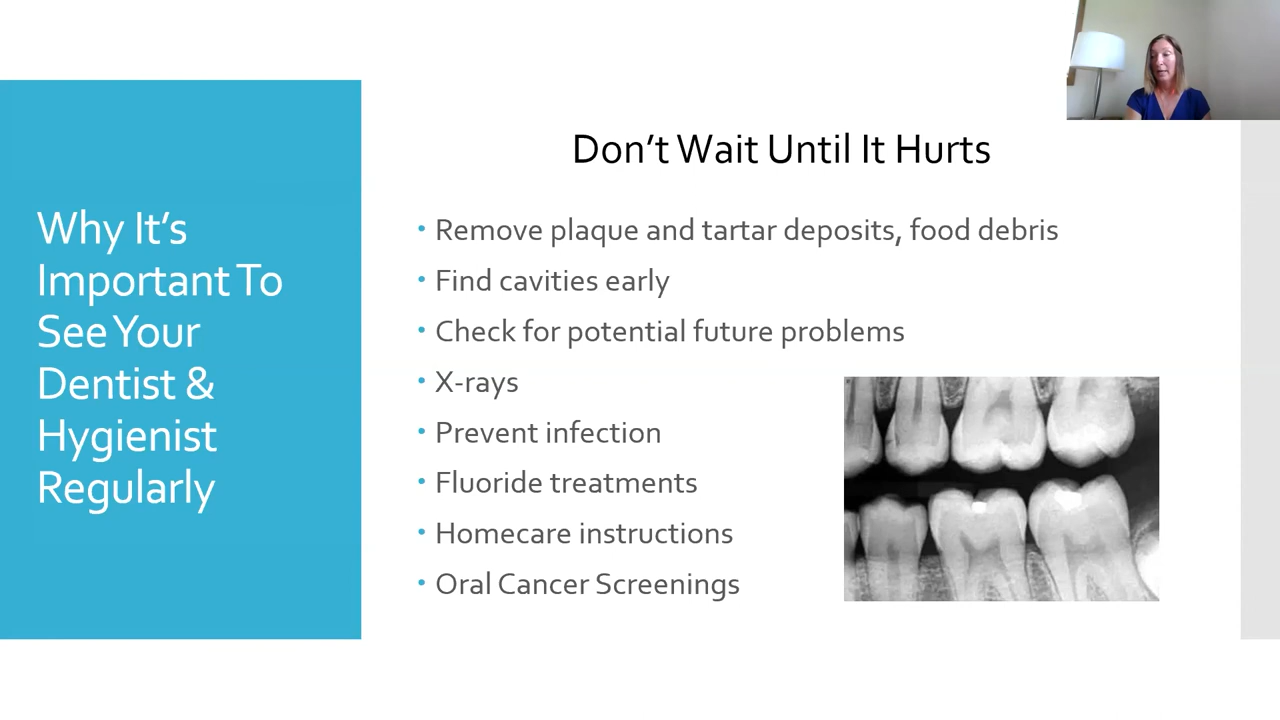 Why It’s
Important To
See Your
Dentist &
Hygienist
Regularly
Don’t Wait Until It Hurts
• Remove plaque and tartar deposits, food debris
• Find cavities early
• Check for potential future problems
• X-rays
• Prevent infection
• Fluoride treatments
• Homecare instructions
• Oral Cancer Screenings